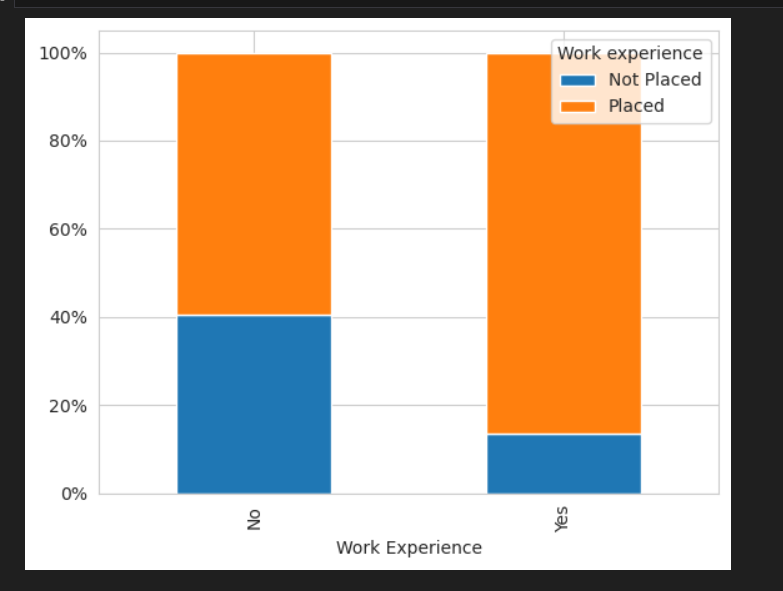 100%
80%
60%
40%
20%
0%
Work experience
Not Placed
Placed
No
Yes
Work Experience